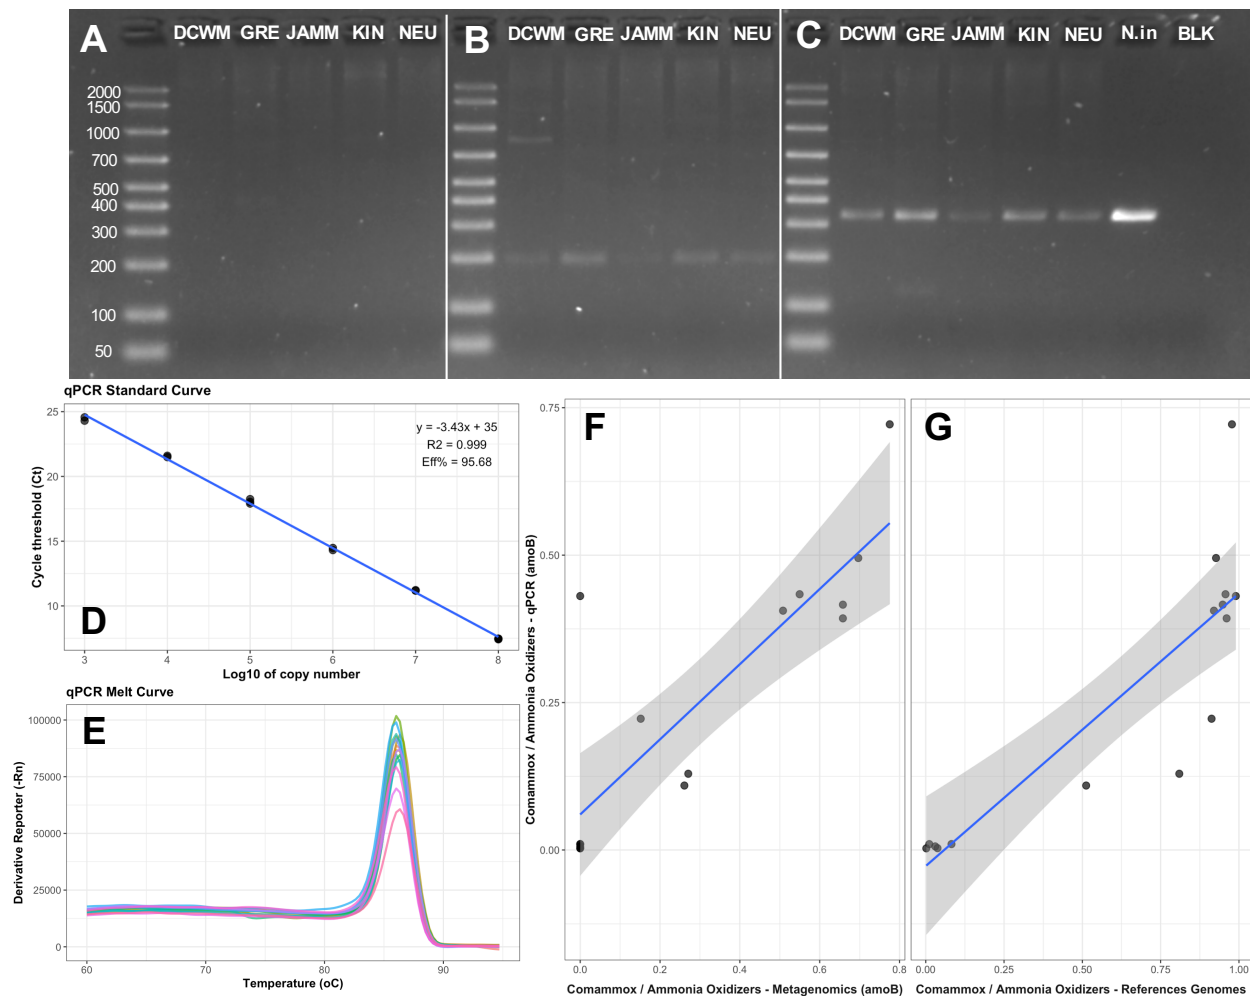 A
DCWM GRE JAMM KIN NEU
B
DCWM GRE JAMM KIN NEU
C
DCWM GRE JAMM KIN NEU N.in BLK
2000
1500
1000
700
500
400
300
200
100
50
qPCR Standard Curve
y = -3.43x + 35
R2 = 0.999
Eff% = 95.68
25
20
15
10
Cycle threshold (Ct)
D
3 4 5 6 7 8
Log10 of copy number
qPCR Melt Curve
E
100000
75000
50000
25000
0
Derivative Reporter (-Rn)
60 70 80 90
Temperature (oC)
F
0.75
0.50
0.25
0.00
Comammox / Ammonia Oxidizers - qPCR (amoB)
0.0 0.2 0.4 0.6 0.8
Comammox / Ammonia Oxidizers - Metagenomics (amoB)
G
0.00 0.25 0.50 0.75 1.00
Comammox / Ammonia Oxidizers - References Genomes